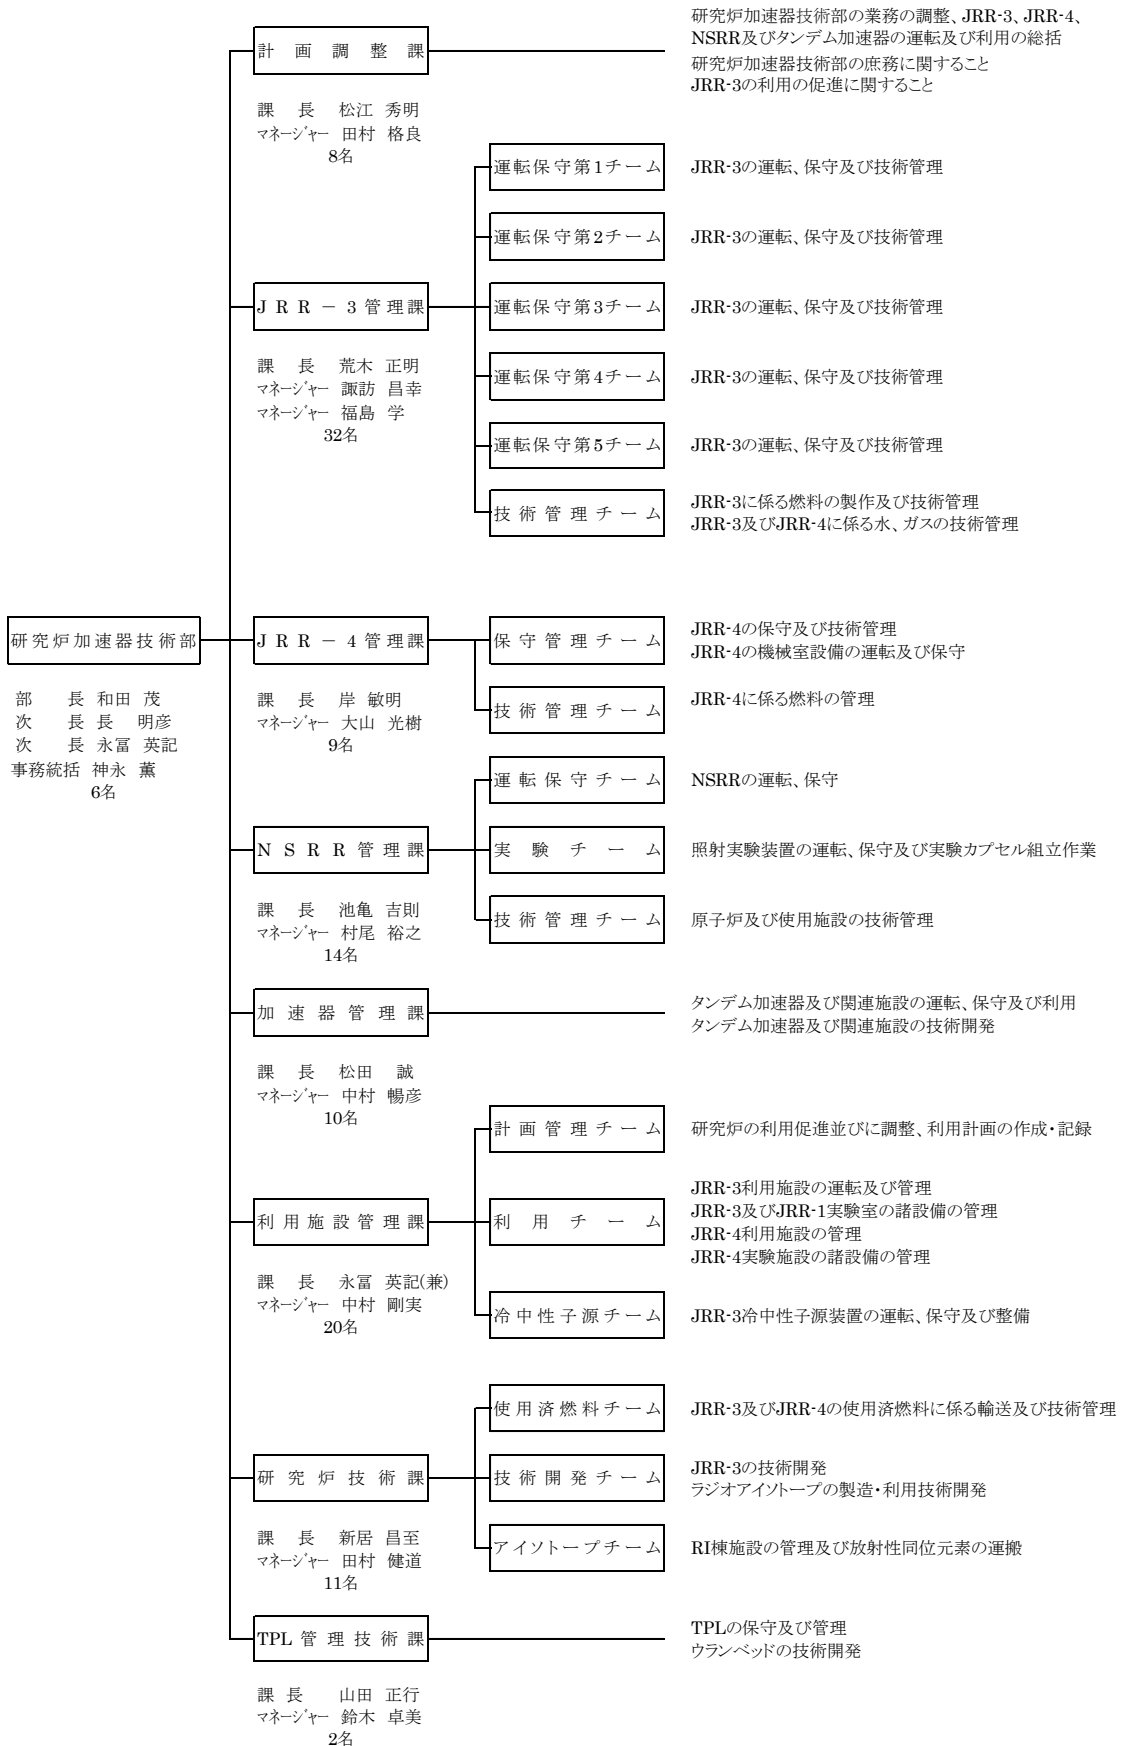 研究炉加速器技術部
部　　長 和田 茂
次　　長 長　明彦
次　　長 永冨 英記
事務統括 神永 薫
6名
計画調整課
課　長　松江 秀明
マネージャー 田村 格良
8名
研究炉加速器技術部の業務の調整、JRR-3、JRR-4、
NSRR及びタンデム加速器の運転及び利用の総括
研究炉加速器技術部の庶務に関すること
JRR-3の利用の促進に関すること
JRR－3管理課
課　長　荒木 正明
マネージャー 諏訪 昌幸
マネージャー 福島 学
32名
運転保守第1チーム
JRR-3の運転、保守及び技術管理
運転保守第2チーム
JRR-3の運転、保守及び技術管理
運転保守第3チーム
JRR-3の運転、保守及び技術管理
運転保守第4チーム
JRR-3の運転、保守及び技術管理
運転保守第5チーム
JRR-3の運転、保守及び技術管理
技術管理チーム
JRR-3に係る燃料の製作及び技術管理
JRR-3及びJRR-4に係る水、ガスの技術管理
JRR－4管理課
課　長　岸 敏明
マネージャー 大山 光樹
9名
保守管理チーム
JRR-4の保守及び技術管理
JRR-4の機械室設備の運転及び保守
技術管理チーム
JRR-4に係る燃料の管理
NSRR管理課
課　長　池亀 吉則
マネージャー 村尾 裕之
14名
運転保守チーム
NSRRの運転、保守
実験チーム
照射実験装置の運転、保守及び実験カプセル組立作業
技術管理チーム
原子炉及び使用施設の技術管理
加速器管理課
課　長　松田　誠
マネージャー 中村 暢彦
10名
タンデム加速器及び関連施設の運転、保守及び利用
タンデム加速器及び関連施設の技術開発
利用施設管理課
課　長　永冨 英記(兼)
マネージャー 中村 剛実
20名
計画管理チーム
研究炉の利用促進並びに調整、利用計画の作成・記録
利用チーム
JRR-3利用施設の運転及び管理
JRR-3及びJRR-1実験室の諸設備の管理
JRR-4利用施設の管理
JRR-4実験施設の諸設備の管理
冷中性子源チーム
JRR-3冷中性子源装置の運転、保守及び整備
研究炉技術課
課　長　新居 昌至
マネージャー 田村 健道
11名
使用済燃料チーム
JRR-3及びJRR-4の使用済燃料に係る輸送及び技術管理
技術開発チーム
JRR-3の技術開発
ラジオアイソトープの製造・利用技術開発
アイソトープチーム
RI棟施設の管理及び放射性同位元素の運搬
TPL管理技術課
課 長　山田 正行
マネージャー 鈴木 卓美
2名
TPLの保守及び管理
ウランベッドの技術開発